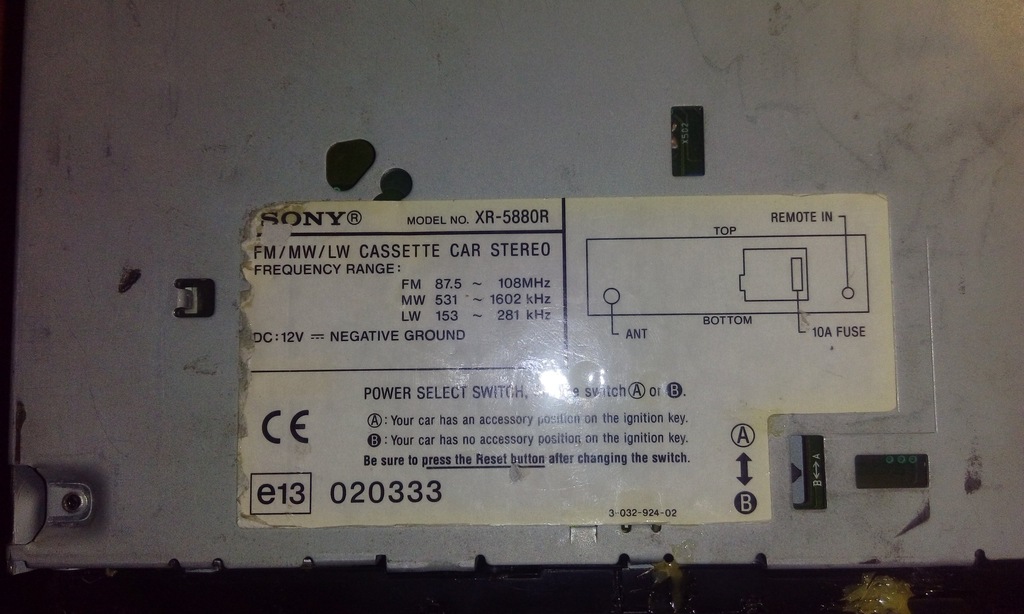 SONY® MODEL NO. XR-5880R
FM/MW/LW CASSETTE CAR STEREO
FREQUENCY RANGE:
FM 87.5 ~ 108MHz
MW 531 ~ 1602 kHz
LW 153 ~ 281 kHz
DC:12V ⎓ NEGATIVE GROUND
REMOTE IN
TOP
BOTTOM
ANT
10A FUSE
POWER SELECT SWITCH, switch Ⓐ or 🅑.
Ⓐ: Your car has an accessory position on the ignition key.
🅑: Your car has no accessory position on the ignition key.
Be sure to press the Reset button after changing the switch.
CE
e13 020333
3-032-924-02
Ⓐ
↕
🅑
X502
B↔A